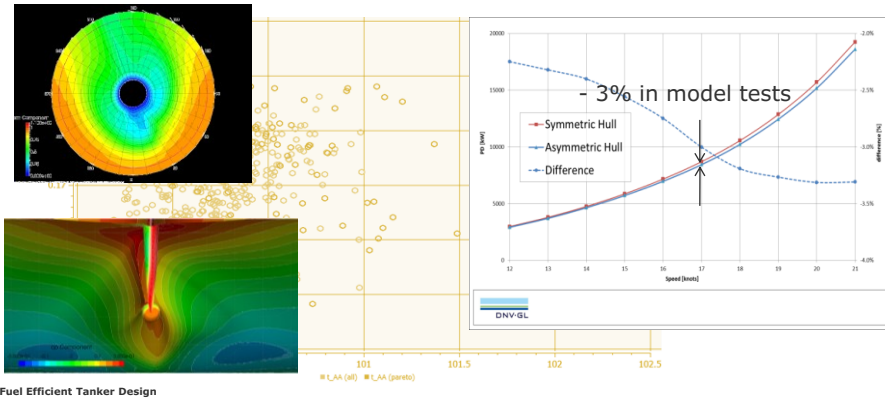 - 3% in model tests
20000
15000
10000
5000
0
PD [kW]
Symmetric Hull
Asymmetric Hull
Difference
-2.0%
-2.5%
-3.0%
-3.5%
-4.0%
difference [%]
12 13 14 15 16 17 18 19 20 21
Speed [knots]
DNV·GL
0.17
101 101.5 102 102.5
t_AA (all) t_AA (pareto)
Fuel Efficient Tanker Design